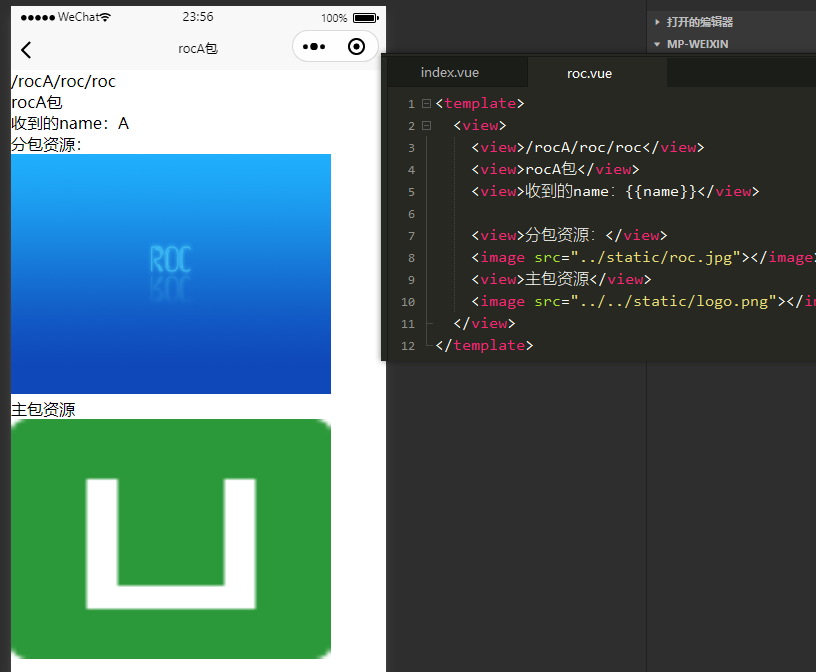 ●●●●● WeChat 23:56 100%
rocA包
/rocA/roc/roc
rocA包
收到的name：A
分包资源：
ROC
主包资源
打开的编辑器
MP-WEIXIN
index.vue roc.vue
1 <template>
2 <view>
3 <view>/rocA/roc/roc</view>
4 <view>rocA包</view>
5 <view>收到的name：{{name}}</view>
6
7 <view>分包资源：</view>
8 <image src="../static/roc.jpg"></image>
9 <view>主包资源</view>
10 <image src="../../static/logo.png"></i
11 </view>
12 </template>